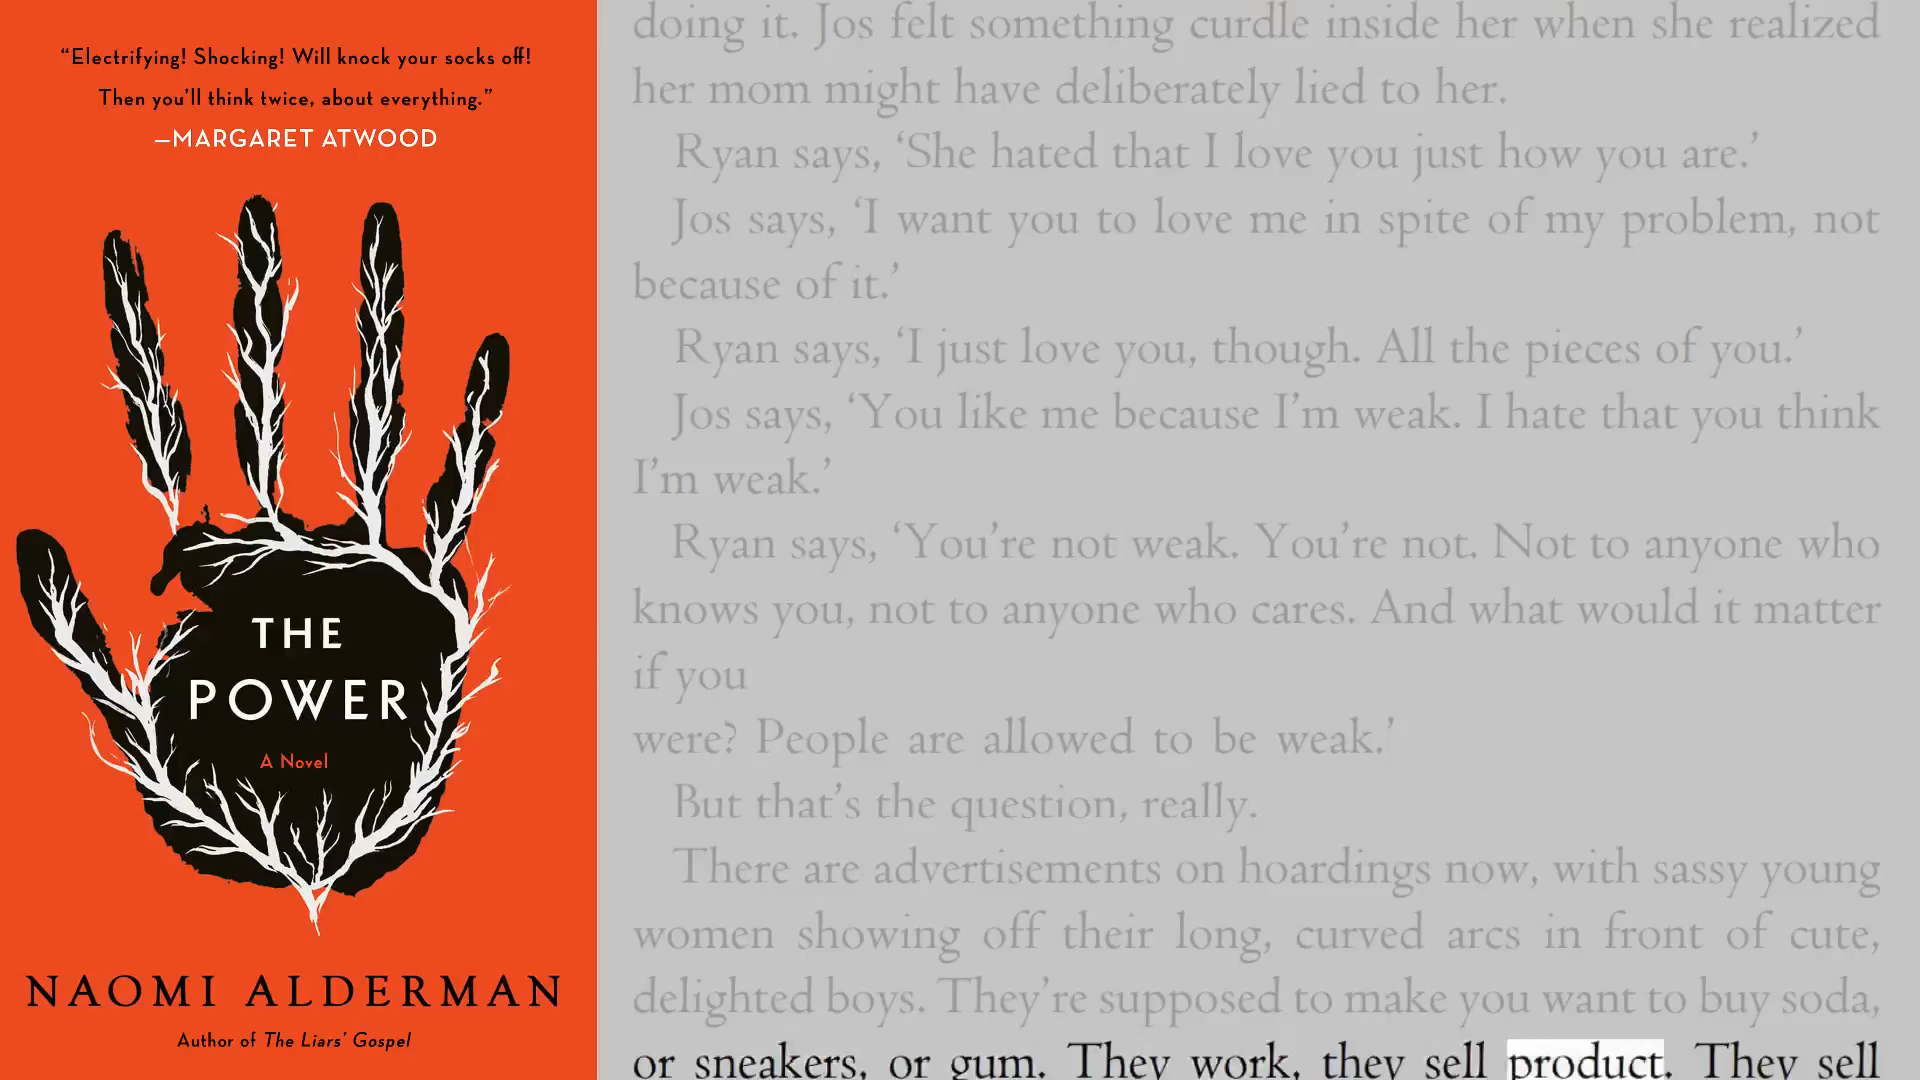 “Electrifying! Shocking! Will knock your socks off!
Then you’ll think twice, about everything.”
—MARGARET ATWOOD
THE
POWER
A Novel
NAOMI ALDERMAN
Author of The Liars’ Gospel
doing it. Jos felt something curdle inside her when she realized
her mom might have deliberately lied to her.
Ryan says, ‘She hated that I love you just how you are.’
Jos says, ‘I want you to love me in spite of my problem, not
because of it.’
Ryan says, ‘I just love you, though. All the pieces of you.’
Jos says, ‘You like me because I’m weak. I hate that you think
I’m weak.’
Ryan says, ‘You’re not weak. You’re not. Not to anyone who
knows you, not to anyone who cares. And what would it matter
if you
were? People are allowed to be weak.’
But that’s the question, really.
There are advertisements on hoardings now, with sassy young
women showing off their long, curved arcs in front of cute,
delighted boys. They’re supposed to make you want to buy soda,
or sneakers, or gum. They work, they sell product. They sell